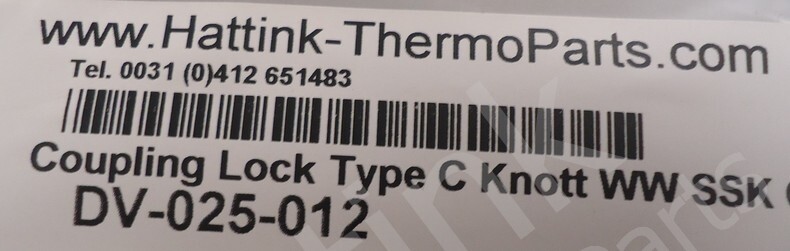 www.Hattink-ThermoParts.com
Tel. 0031 (0)412 651483
Coupling Lock Type C Knott WW SSK
DV-025-012